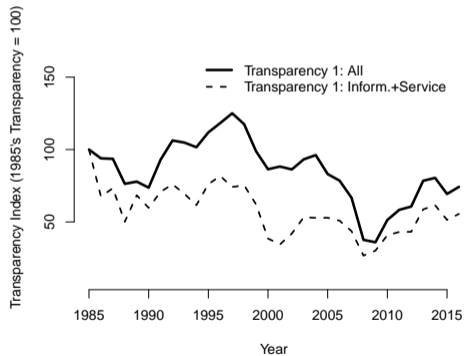 Transparency Index (1985's Transparency = 100)
Transparency 1: All
Transparency 1: Inform.+Service
150
100
50
1985 1990 1995 2000 2005 2010 2015
Year